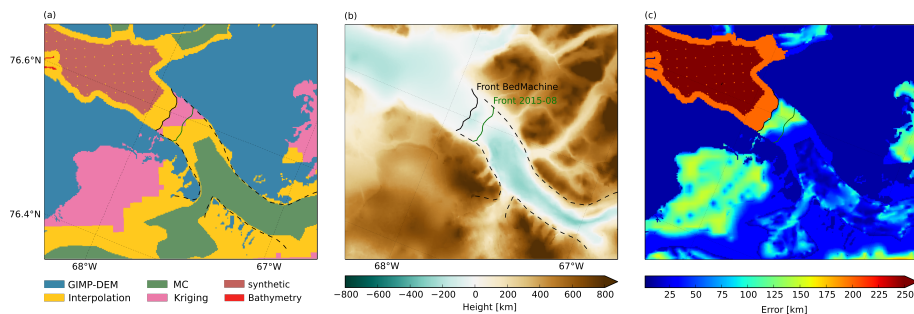 (a)
(b)
(c)
76.6°N
76.4°N
Front BedMachine
Front 2015-08
68°W
67°W
68°W
67°W
GIMP-DEM
MC
synthetic
Interpolation
Kriging
Bathymetry
−800 −600 −400 −200 0 200 400 600 800
Height [km]
25 50 75 100 125 150 175 200 225 250
Error [km]